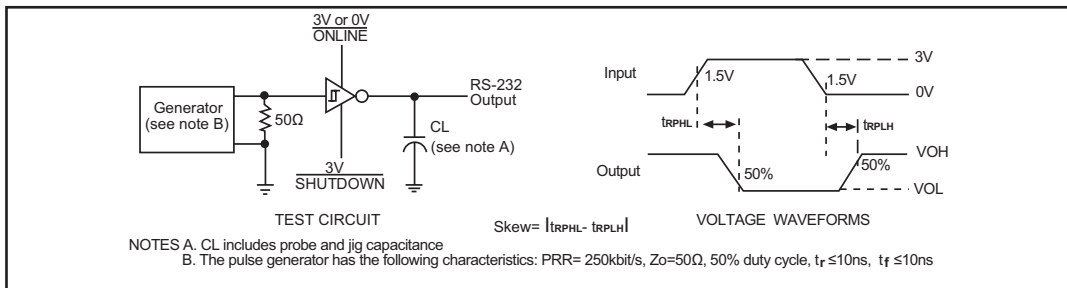 3V or 0V
ONLINE
Generator
(see note B)
50Ω
RS-232
Output
CL
(see note A)
3V
SHUTDOWN
TEST CIRCUIT
Input
1.5V
1.5V
3V
0V
tRPHL
tRPLH
Output
50%
50%
VOH
VOL
Skew= |tRPHL- tRPLH|
VOLTAGE WAVEFORMS
NOTES A. CL includes probe and jig capacitance
B. The pulse generator has the following characteristics: PRR= 250kbit/s, Zo=50Ω, 50% duty cycle, tr ≤10ns, tf ≤10ns